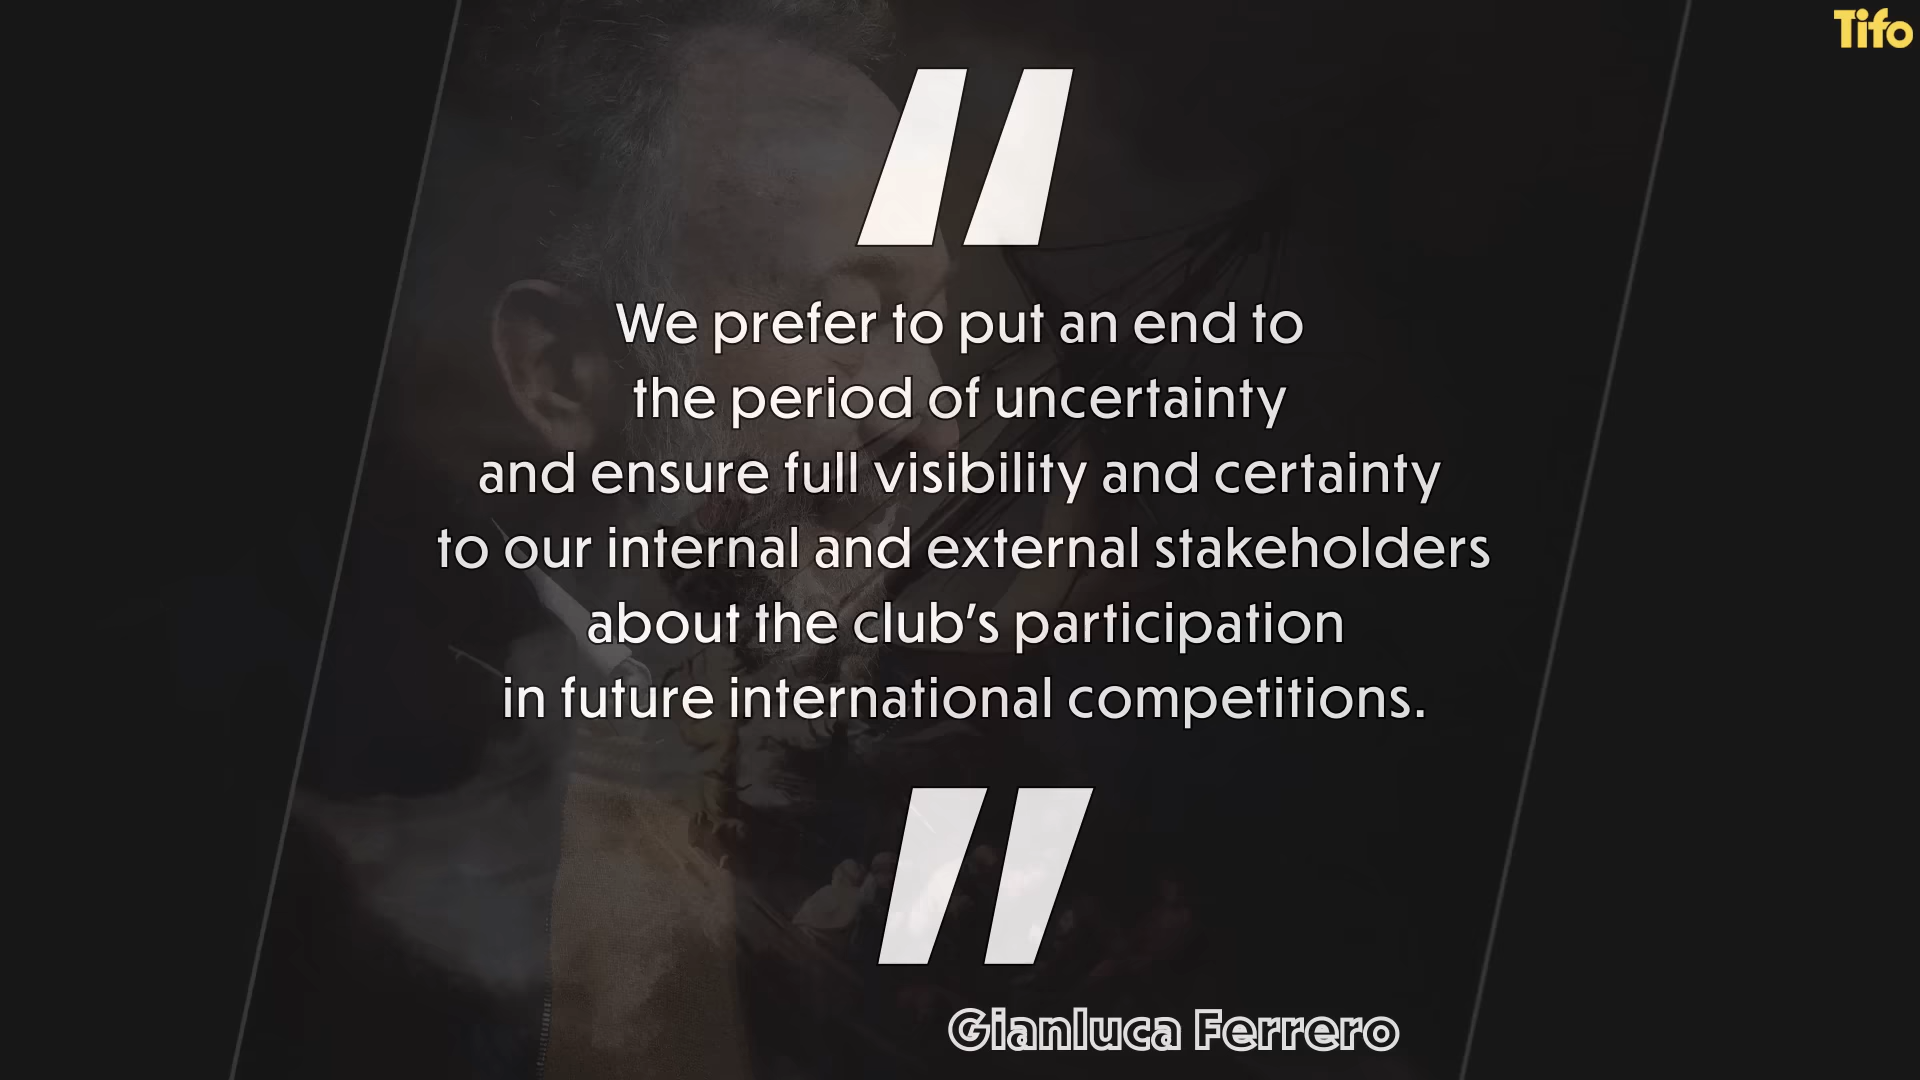 Tifo
"
We prefer to put an end to
the period of uncertainty
and ensure full visibility and certainty
to our internal and external stakeholders
about the club’s participation
in future international competitions.
"
Gianluca Ferrero